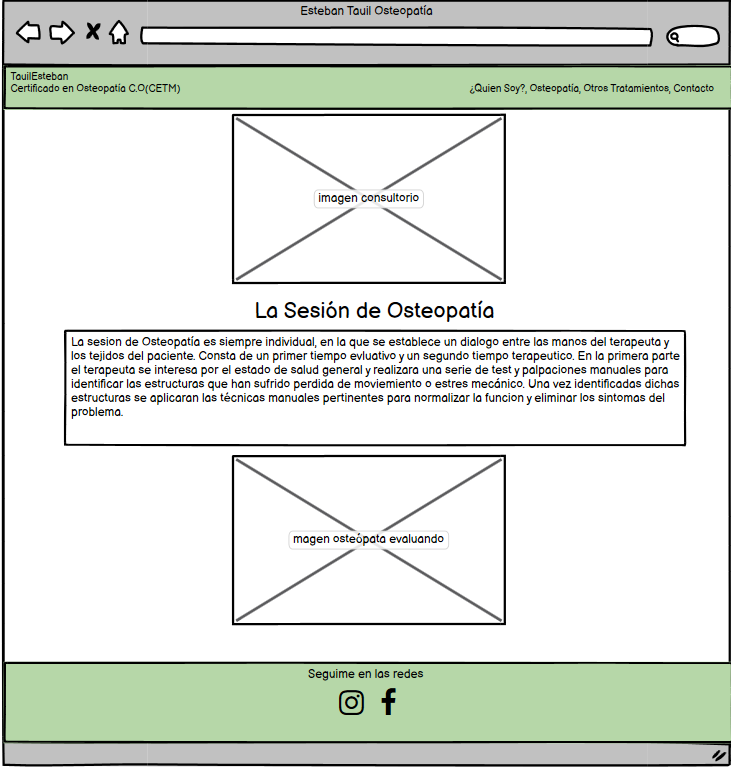 Esteban Tauil Osteopatía
TauilEsteban
Certificado en Osteopatía C.O(CETM)
¿Quien Soy?, Osteopatía, Otros Tratamientos, Contacto
imagen consultorio
La Sesión de Osteopatía
La sesion de Osteopatía es siempre individual, en la que se establece un dialogo entre las manos del terapeuta y
los tejidos del paciente. Consta de un primer tiempo evluativo y un segundo tiempo terapeutico. En la primera parte
el terapeuta se interesa por el estado de salud general y realizara una serie de test y palpaciones manuales para
identificar las estructuras que han sufrido perdida de moviemiento o estres mecánico. Una vez identificadas dichas
estructuras se aplicaran las técnicas manuales pertinentes para normalizar la funcion y eliminar los sintomas del
problema.
magen osteópata evaluando
Seguime en las redes